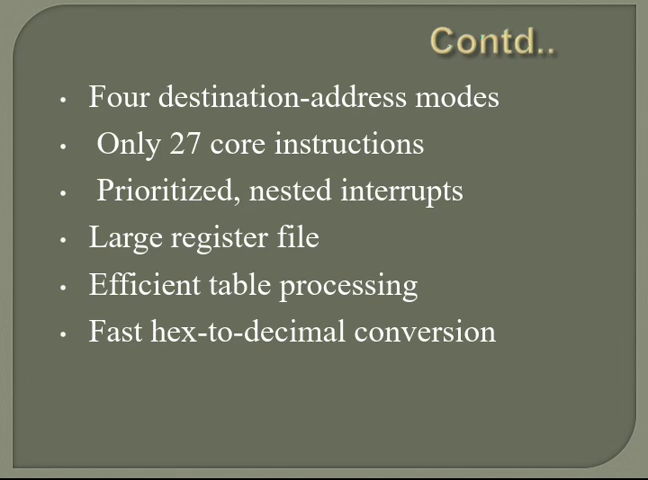 Contd..
• Four destination-address modes
• Only 27 core instructions
• Prioritized, nested interrupts
• Large register file
• Efficient table processing
• Fast hex-to-decimal conversion